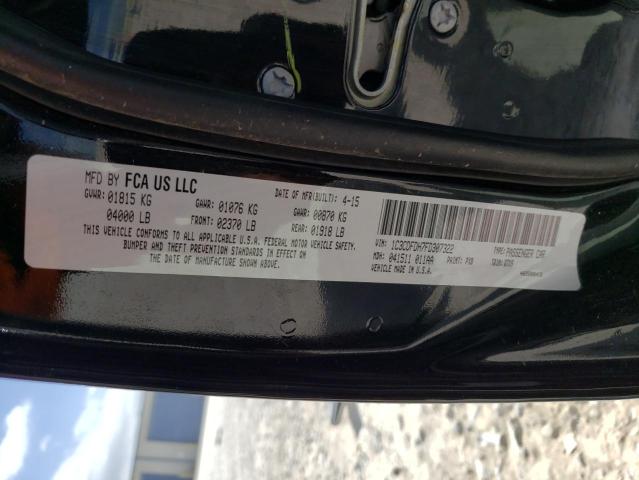 MFD BY FCA US LLC
DATE OF MFR(BUILT): 4-15
GVWR: 01815 KG GAWR: 01076 KG GAWR: 00870 KG
04000 LB FRONT: 02370 LB REAR: 01918 LB
THIS VEHICLE CONFORMS TO ALL APPLICABLE U.S.A. FEDERAL MOTOR VEHICLE SAFETY,
BUMPER AND THEFT PREVENTION STANDARDS IN EFFECT ON
THE DATE OF MANUFACTURE SHOWN ABOVE.
VIN: 1C3CDFDH7FD307322 TYPE: PASSENGER CAR
MDH: 041511 011AA PAINT: PXR
VEHICLE MADE IN U.S.A.